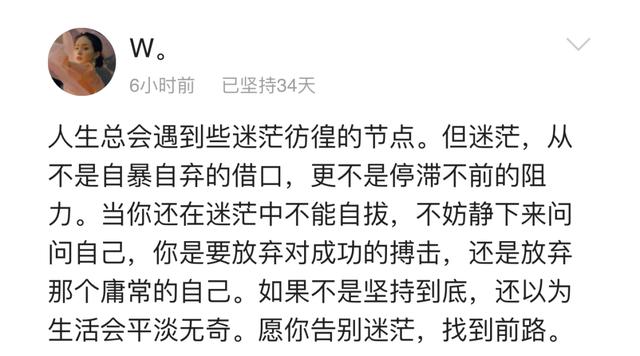 W。
6小时前 已坚持34天
人生总会遇到些迷茫彷徨的节点。但迷茫，从
不是自暴自弃的借口，更不是停滞不前的阻
力。当你还在迷茫中不能自拔，不妨静下来问
问自己，你是要放弃对成功的搏击，还是放弃
那个庸常的自己。如果不是坚持到底，还以为
生活会平淡无奇。愿你告别迷茫，找到前路。